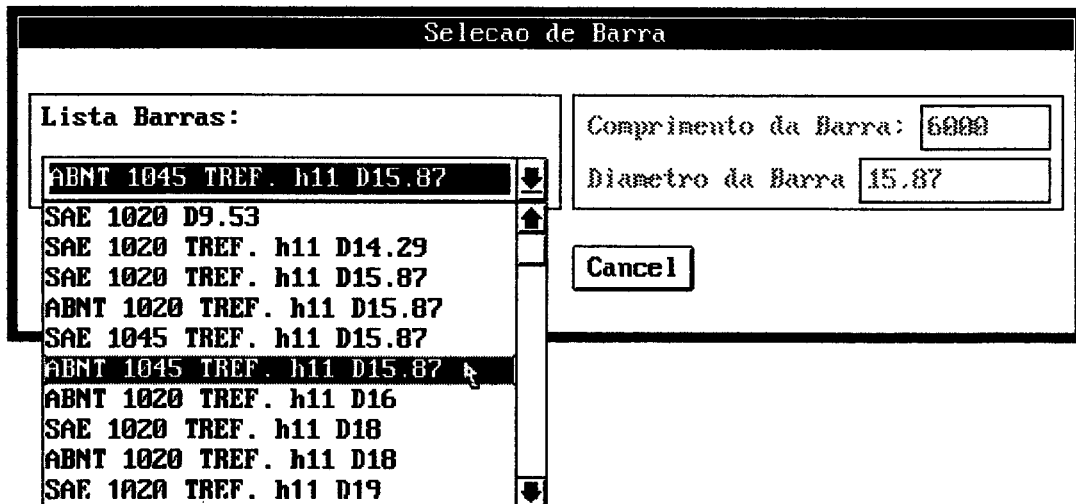 Selecao de Barra
Lista Barras:
ABNT 1045 TREF. h11 D15.87
SAE 1020 D9.53
SAE 1020 TREF. h11 D14.29
SAE 1020 TREF. h11 D15.87
ABNT 1020 TREF. h11 D15.87
SAE 1045 TREF. h11 D15.87
ABNT 1045 TREF. h11 D15.87
ABNT 1020 TREF. h11 D16
SAE 1020 TREF. h11 D18
ABNT 1020 TREF. h11 D18
SAE 1020 TREF. h11 D19
Comprimento da Barra: 6000
Diametro da Barra 15.87
Cancel